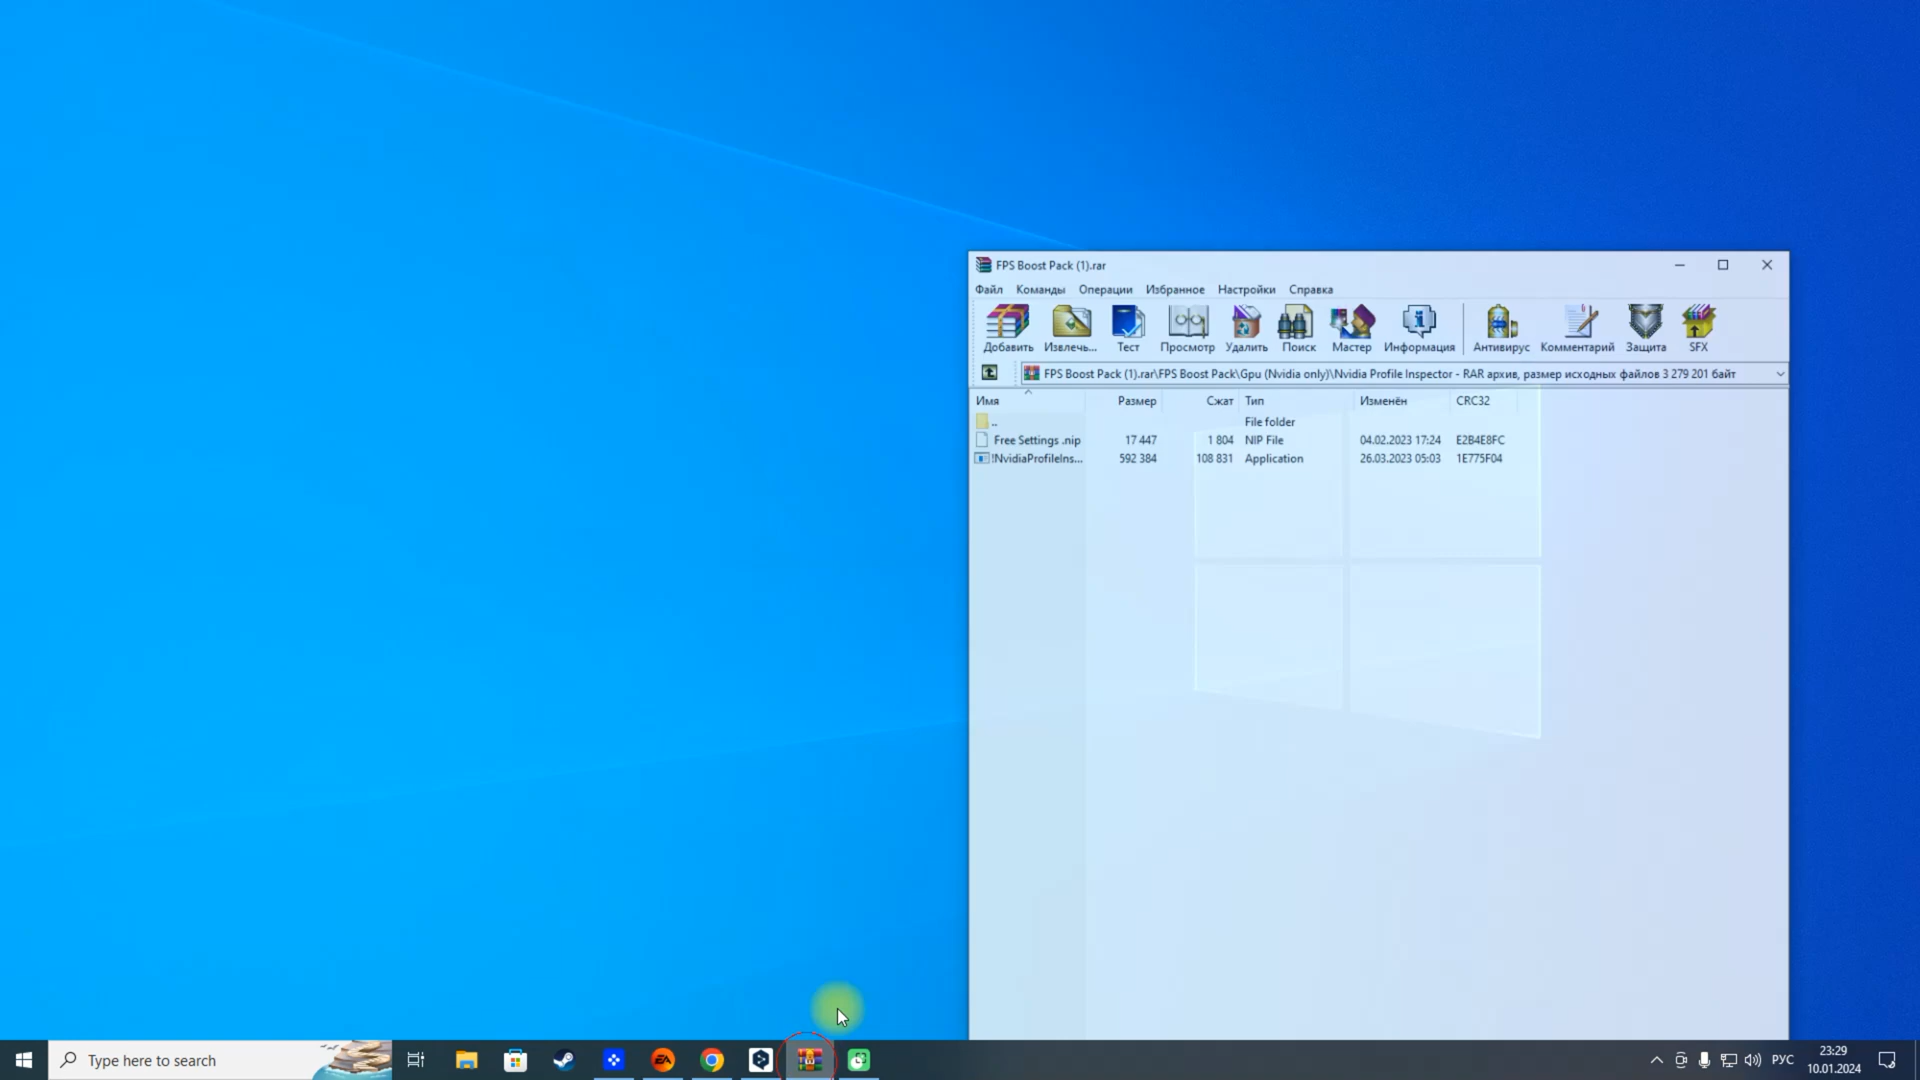 FPS Boost Pack (1).rar
Файл Команды Операции Избранное Настройки Справка
Добавить Извлечь... Тест Просмотр Удалить Поиск Мастер Информация Антивирус Комментарий Защита SFX
FPS Boost Pack (1).rar\FPS Boost Pack\Gpu (Nvidia only)\Nvidia Profile Inspector - RAR архив, размер исходных файлов 3 279 201 байт
Имя Размер Сжат Тип Изменён CRC32
.. File folder
Free Settings .nip 17 447 1 804 NIP File 04.02.2023 17:24 E2B4E8FC
!NvidiaProfileIns... 592 384 108 831 Application 26.03.2023 05:03 1E775F04
Type here to search
EA
РУС
23:29
10.01.2024